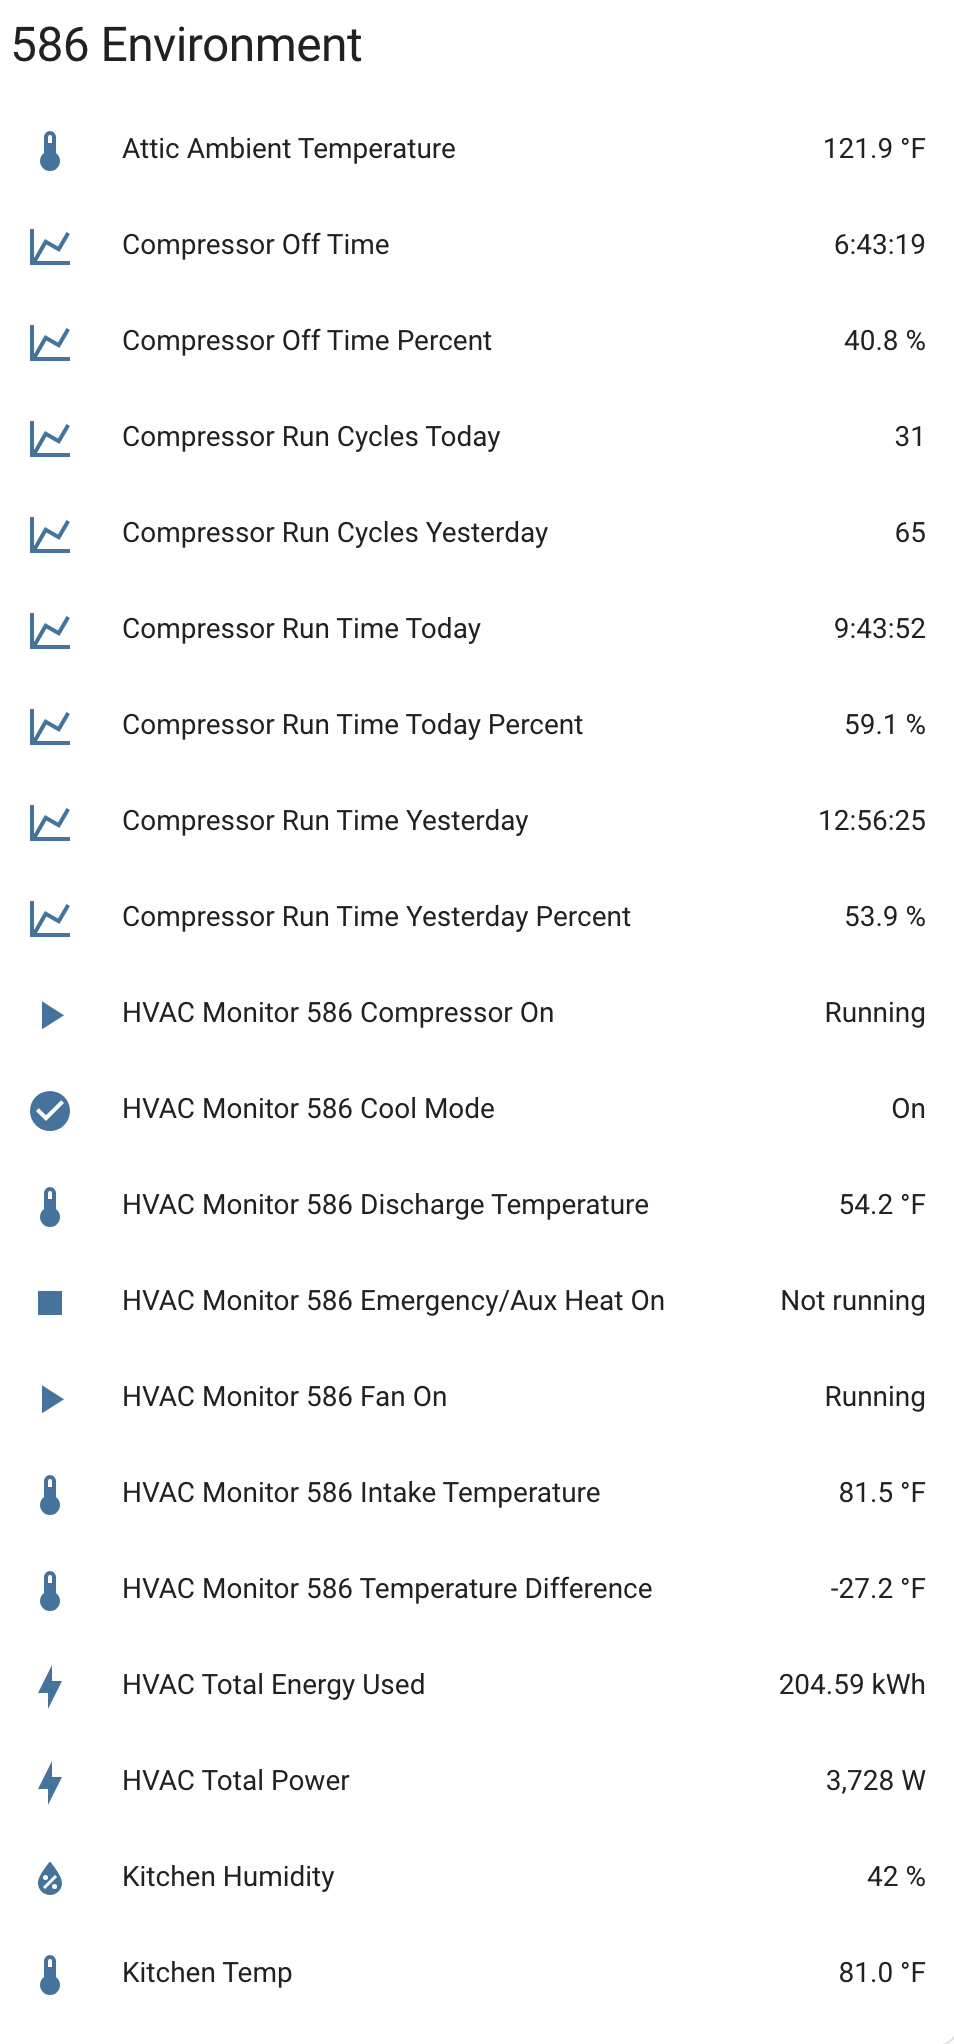 586 Environment
Attic Ambient Temperature 121.9 °F
Compressor Off Time 6:43:19
Compressor Off Time Percent 40.8 %
Compressor Run Cycles Today 31
Compressor Run Cycles Yesterday 65
Compressor Run Time Today 9:43:52
Compressor Run Time Today Percent 59.1 %
Compressor Run Time Yesterday 12:56:25
Compressor Run Time Yesterday Percent 53.9 %
HVAC Monitor 586 Compressor On Running
HVAC Monitor 586 Cool Mode On
HVAC Monitor 586 Discharge Temperature 54.2 °F
HVAC Monitor 586 Emergency/Aux Heat On Not running
HVAC Monitor 586 Fan On Running
HVAC Monitor 586 Intake Temperature 81.5 °F
HVAC Monitor 586 Temperature Difference -27.2 °F
HVAC Total Energy Used 204.59 kWh
HVAC Total Power 3,728 W
Kitchen Humidity 42 %
Kitchen Temp 81.0 °F